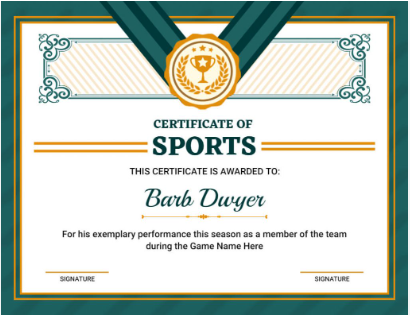 CERTIFICATE OF
SPORTS
THIS CERTIFICATE IS AWARDED TO:
Barb Dwyer
For his exemplary performance this season as a member of the team
during the Game Name Here
SIGNATURE
SIGNATURE